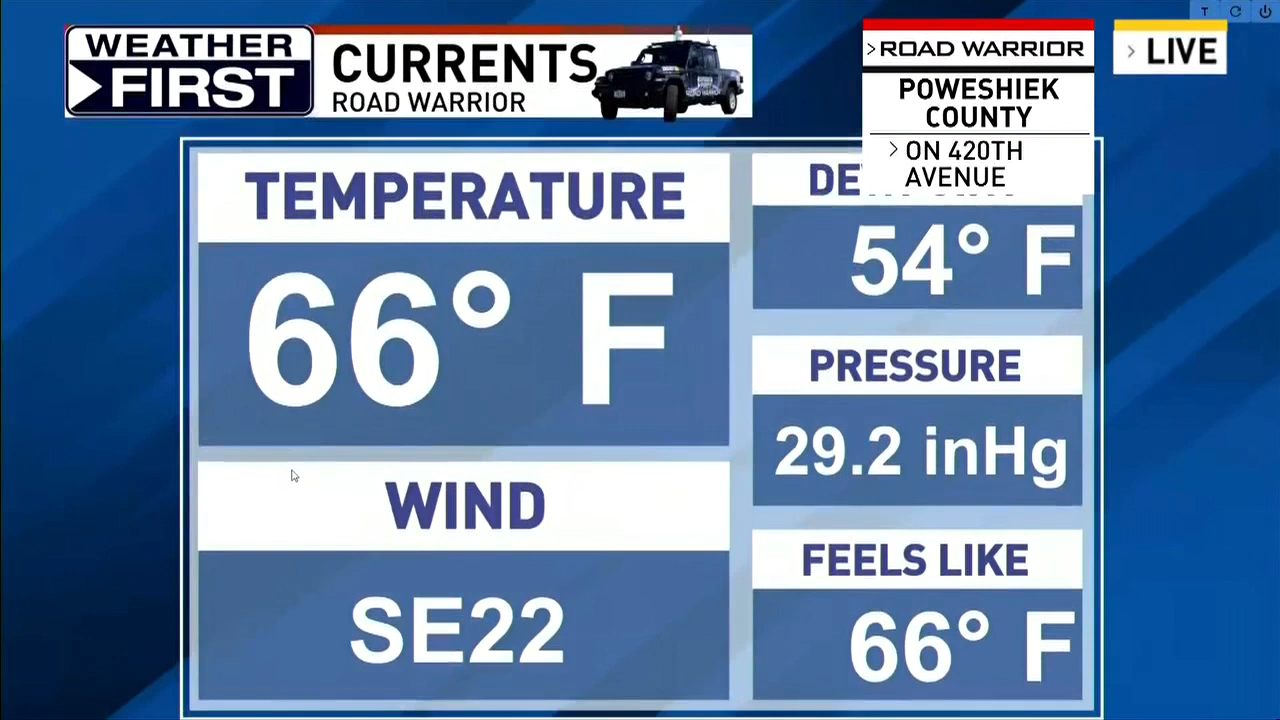 WEATHER
FIRST
CURRENTS
ROAD WARRIOR
ROAD WARRIOR
POWESHIEK
COUNTY
ON 420TH
AVENUE
LIVE
TEMPERATURE
66° F
WIND
SE22
54° F
PRESSURE
29.2 inHg
FEELS LIKE
66° F